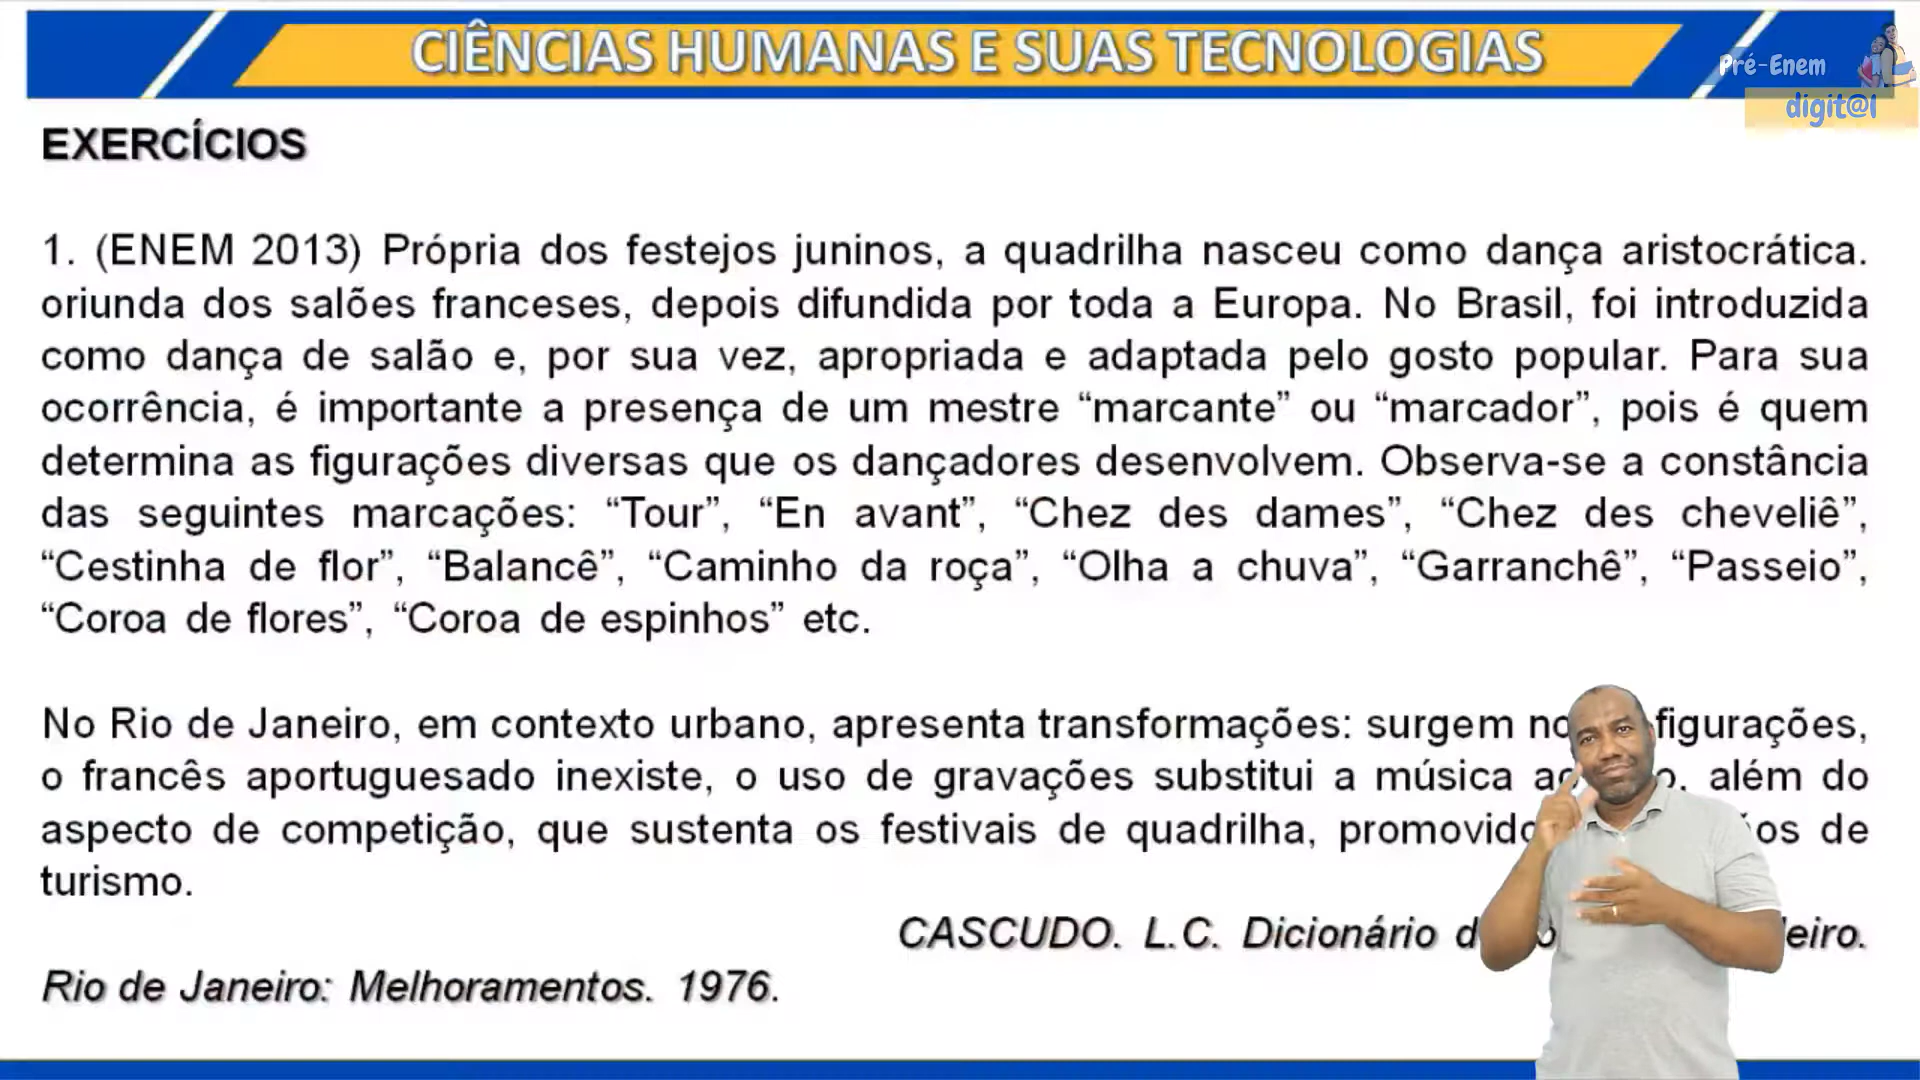 CIÊNCIAS HUMANAS E SUAS TECNOLOGIAS
Pré-Enem
digit@l
EXERCÍCIOS
1. (ENEM 2013) Própria dos festejos juninos, a quadrilha nasceu como dança aristocrática.
oriunda dos salões franceses, depois difundida por toda a Europa. No Brasil, foi introduzida
como dança de salão e, por sua vez, apropriada e adaptada pelo gosto popular. Para sua
ocorrência, é importante a presença de um mestre “marcante” ou “marcador”, pois é quem
determina as figurações diversas que os dançadores desenvolvem. Observa-se a constância
das seguintes marcações: “Tour”, “En avant”, “Chez des dames”, “Chez des cheveliê”,
“Cestinha de flor”, “Balancê”, “Caminho da roça”, “Olha a chuva”, “Garranchê”, “Passeio”,
“Coroa de flores”, “Coroa de espinhos” etc.
No Rio de Janeiro, em contexto urbano, apresenta transformações: surgem figurações,
o francês aportuguesado inexiste, o uso de gravações substitui a música além do
aspecto de competição, que sustenta os festivais de quadrilha, de
turismo.
CASCUDO. L.C. Dicionário
Rio de Janeiro: Melhoramentos. 1976.